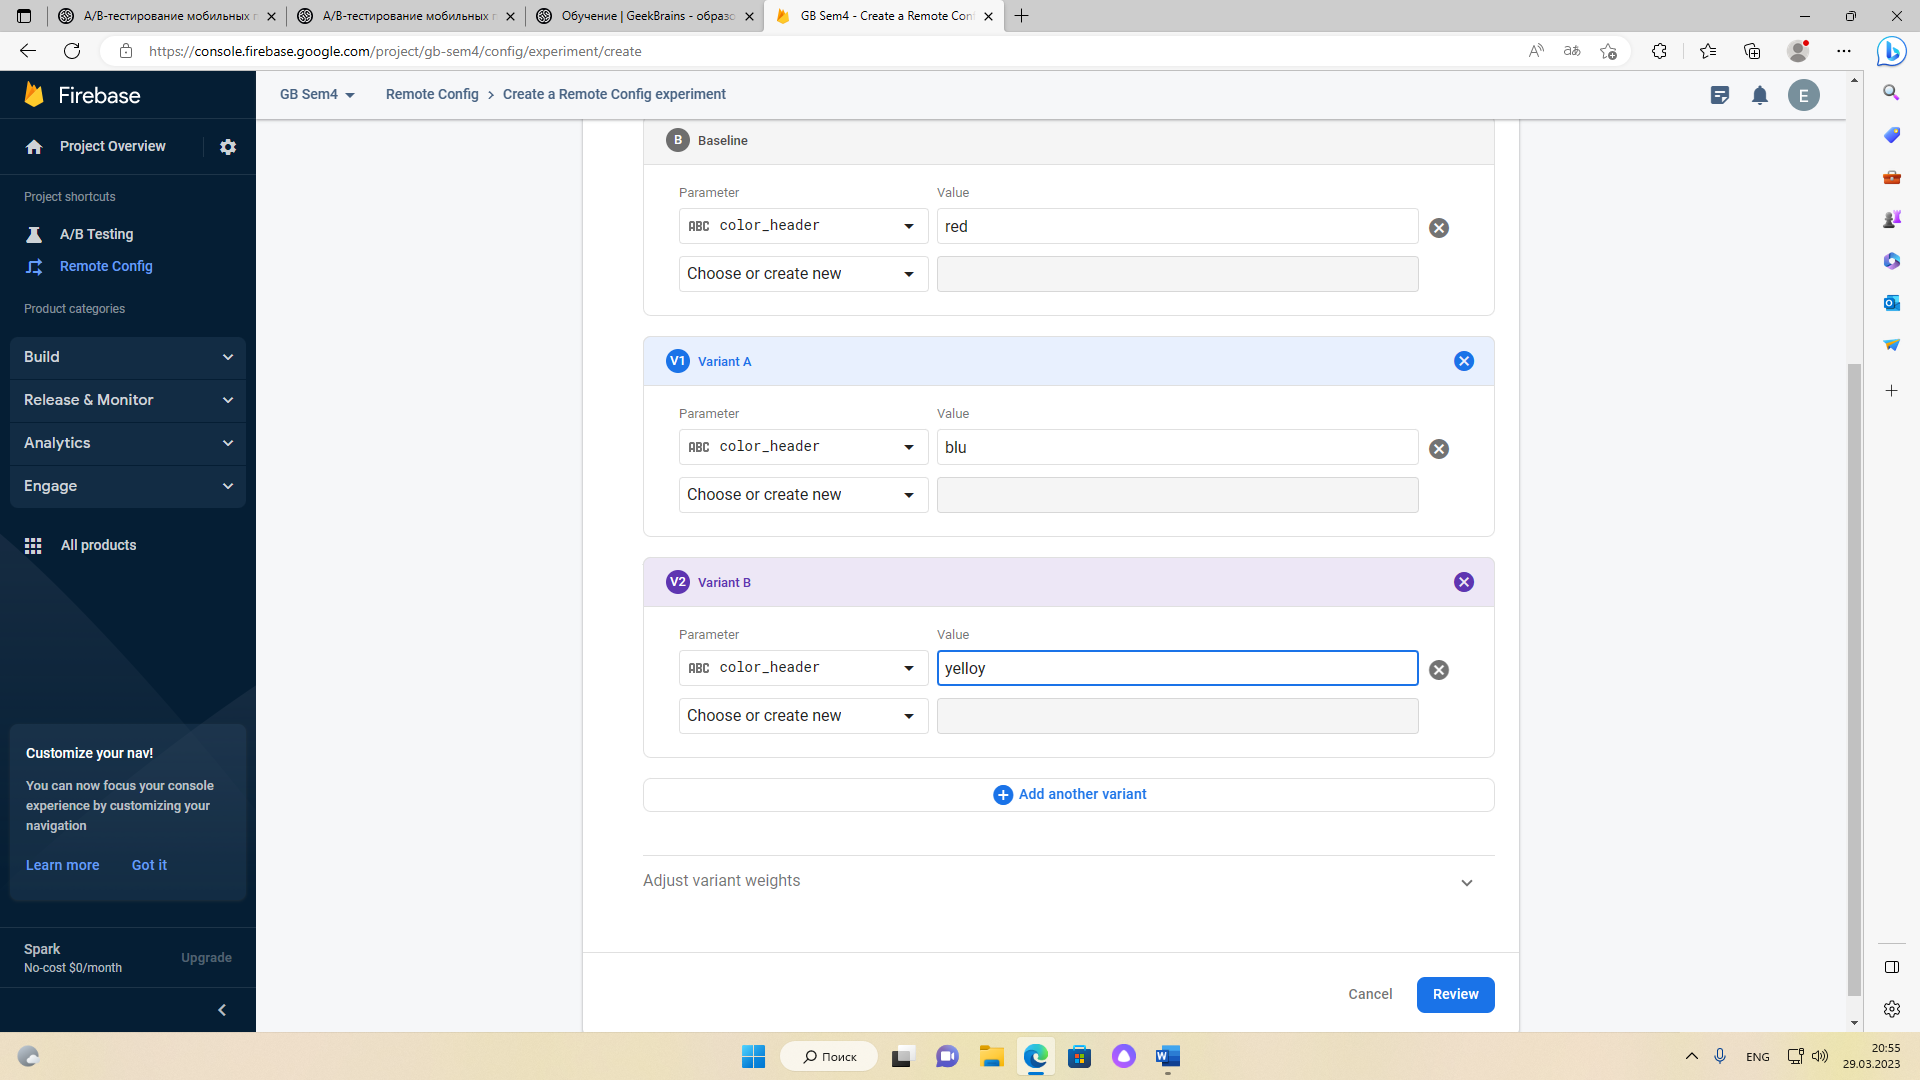 А/В-тестирование мобильных п
А/В-тестирование мобильных п
Обучение | GeekBrains - образо
GB Sem4 - Create a Remote Con
https://console.firebase.google.com/project/gb-sem4/config/experiment/create
Firebase
GB Sem4
Remote Config > Create a Remote Config experiment
E
Project Overview
Project shortcuts
A/B Testing
Remote Config
Product categories
Build
Release & Monitor
Analytics
Engage
All products
Customize your nav!
You can now focus your console
experience by customizing your
navigation
Learn more Got it
Spark
No-cost $0/month
Upgrade
B Baseline
Parameter Value
ABC color_header red
Choose or create new
V1 Variant A
Parameter Value
ABC color_header blu
Choose or create new
V2 Variant B
Parameter Value
ABC color_header yelloy
Choose or create new
Add another variant
Adjust variant weights
Cancel Review
Поиск
ENG
20:55
29.03.2023